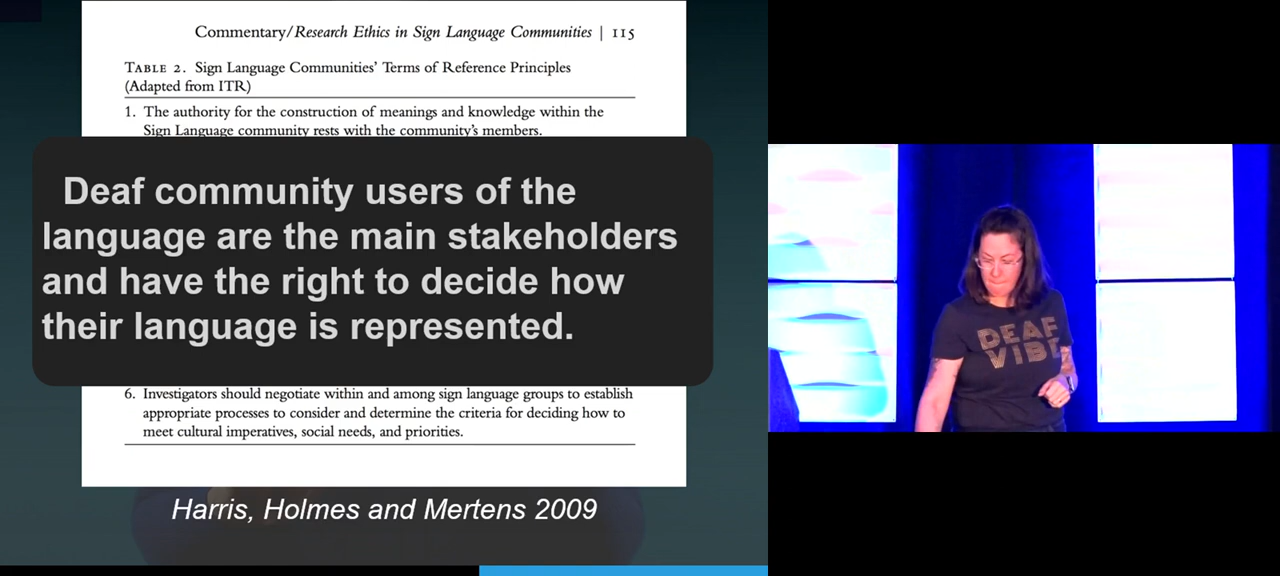 Commentary/Research Ethics in Sign Language Communities | 115
TABLE 2. Sign Language Communities' Terms of Reference Principles
(Adapted from ITR)
1. The authority for the construction of meanings and knowledge within the
Sign Language community rests with the community's members.
Deaf community users of the
language are the main stakeholders
and have the right to decide how
their language is represented.
6. Investigators should negotiate within and among sign language groups to establish
appropriate processes to consider and determine the criteria for deciding how to
meet cultural imperatives, social needs, and priorities.
Harris, Holmes and Mertens 2009
DEAF
VIBE